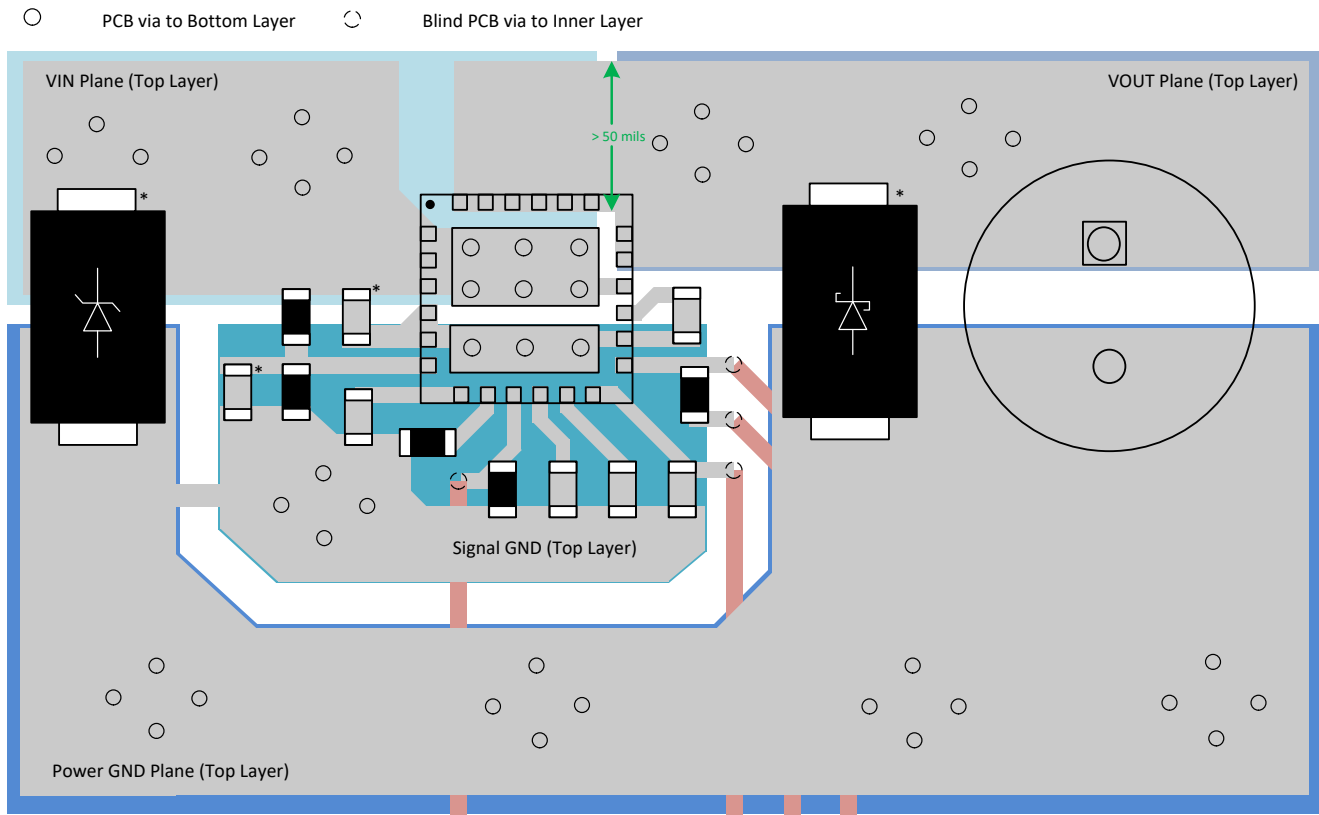 PCB via to Bottom Layer
Blind PCB via to Inner Layer
VIN Plane (Top Layer)
VOUT Plane (Top Layer)
> 50 mils
*
*
*
*
Signal GND (Top Layer)
Power GND Plane (Top Layer)